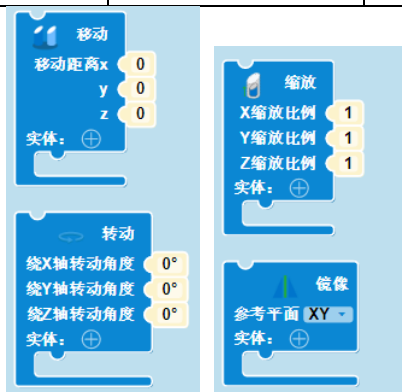 移动
移动距离x 0
y 0
z 0
实体：
转动
绕X轴转动角度 0°
绕Y轴转动角度 0°
绕Z轴转动角度 0°
实体：
缩放
X缩放比例 1
Y缩放比例 1
Z缩放比例 1
实体：
镜像
参考平面 XY
实体：